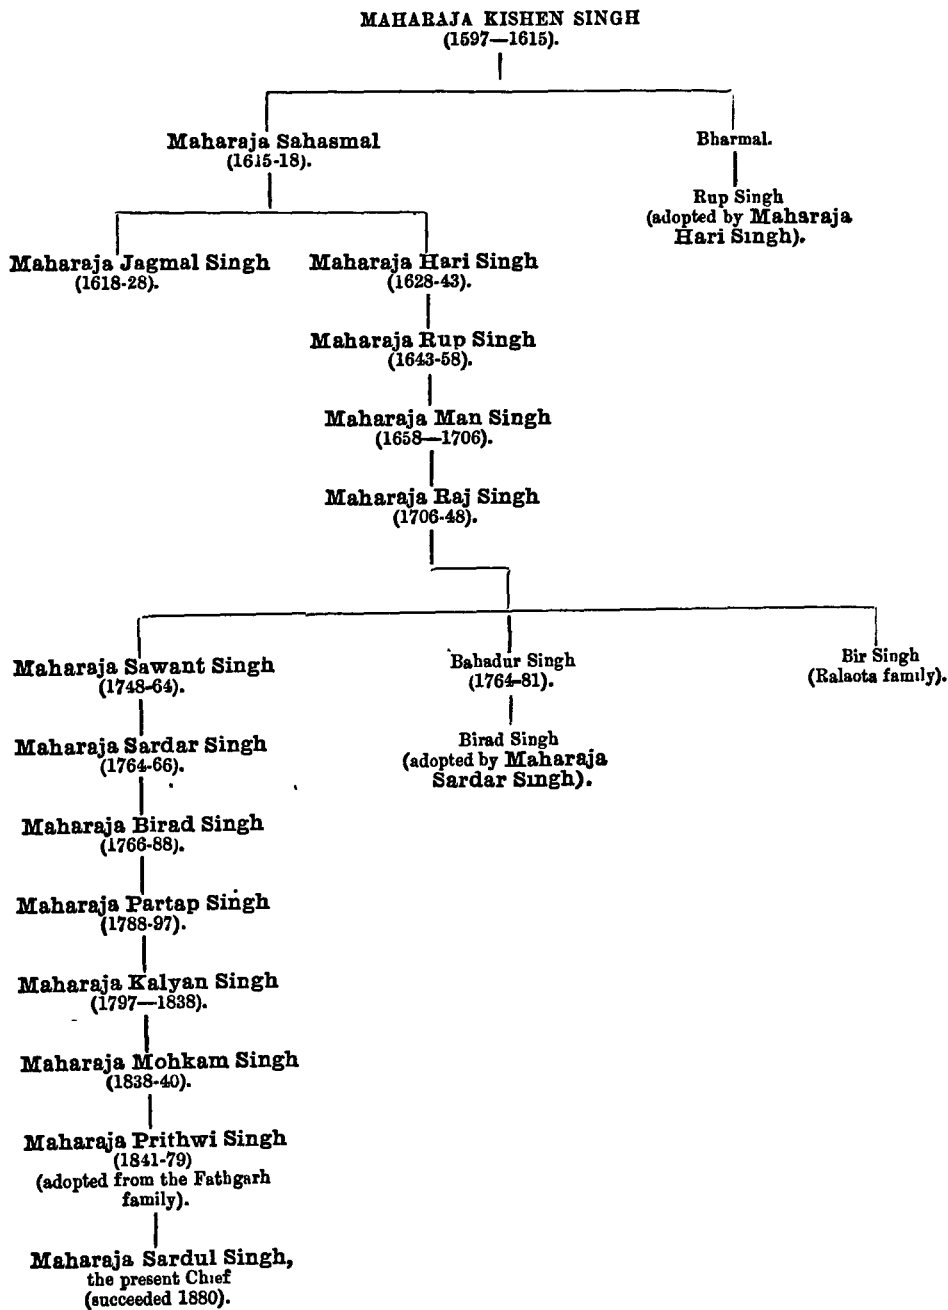 MAHARAJA KISHEN SINGH
(1597—1615).
Maharaja Sahasmal
(1615-18).
Bharmal.
Rup Singh
(adopted by Maharaja
Hari Singh).
Maharaja Jagmal Singh
(1618-28).
Maharaja Hari Singh
(1628-43).
Maharaja Rup Singh
(1643-58).
Maharaja Man Singh
(1658—1706).
Maharaja Raj Singh
(1706-48).
Maharaja Sawant Singh
(1748-64).
Bahadur Singh
(1764-81).
Bir Singh
(Ralaota family).
Maharaja Sardar Singh
(1764-66).
Birad Singh
(adopted by Maharaja
Sardar Singh).
Maharaja Birad Singh
(1766-88).
Maharaja Partap Singh
(1788-97).
Maharaja Kalyan Singh
(1797—1838).
Maharaja Mohkam Singh
(1838-40).
Maharaja Prithwi Singh
(1841-79)
(adopted from the Fathgarh
family).
Maharaja Sardul Singh,
the present Chief
(succeeded 1880).